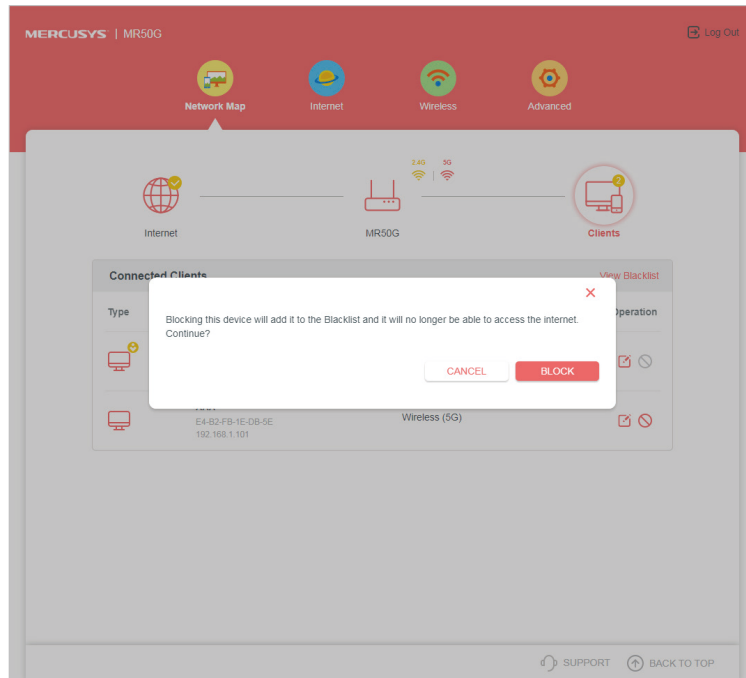 MERCUSYS | MR50G
Log Out
Network Map
Internet
Wireless
Advanced
2.4G
5G
2
Internet
MR50G
Clients
Connected Clients
View Blacklist
Type
Operation
Blocking this device will add it to the Blacklist and it will no longer be able to access the internet.
Continue?
CANCEL
BLOCK
E4-B2-FB-1E-DB-5E
192.168.1.101
Wireless (5G)
SUPPORT
BACK TO TOP